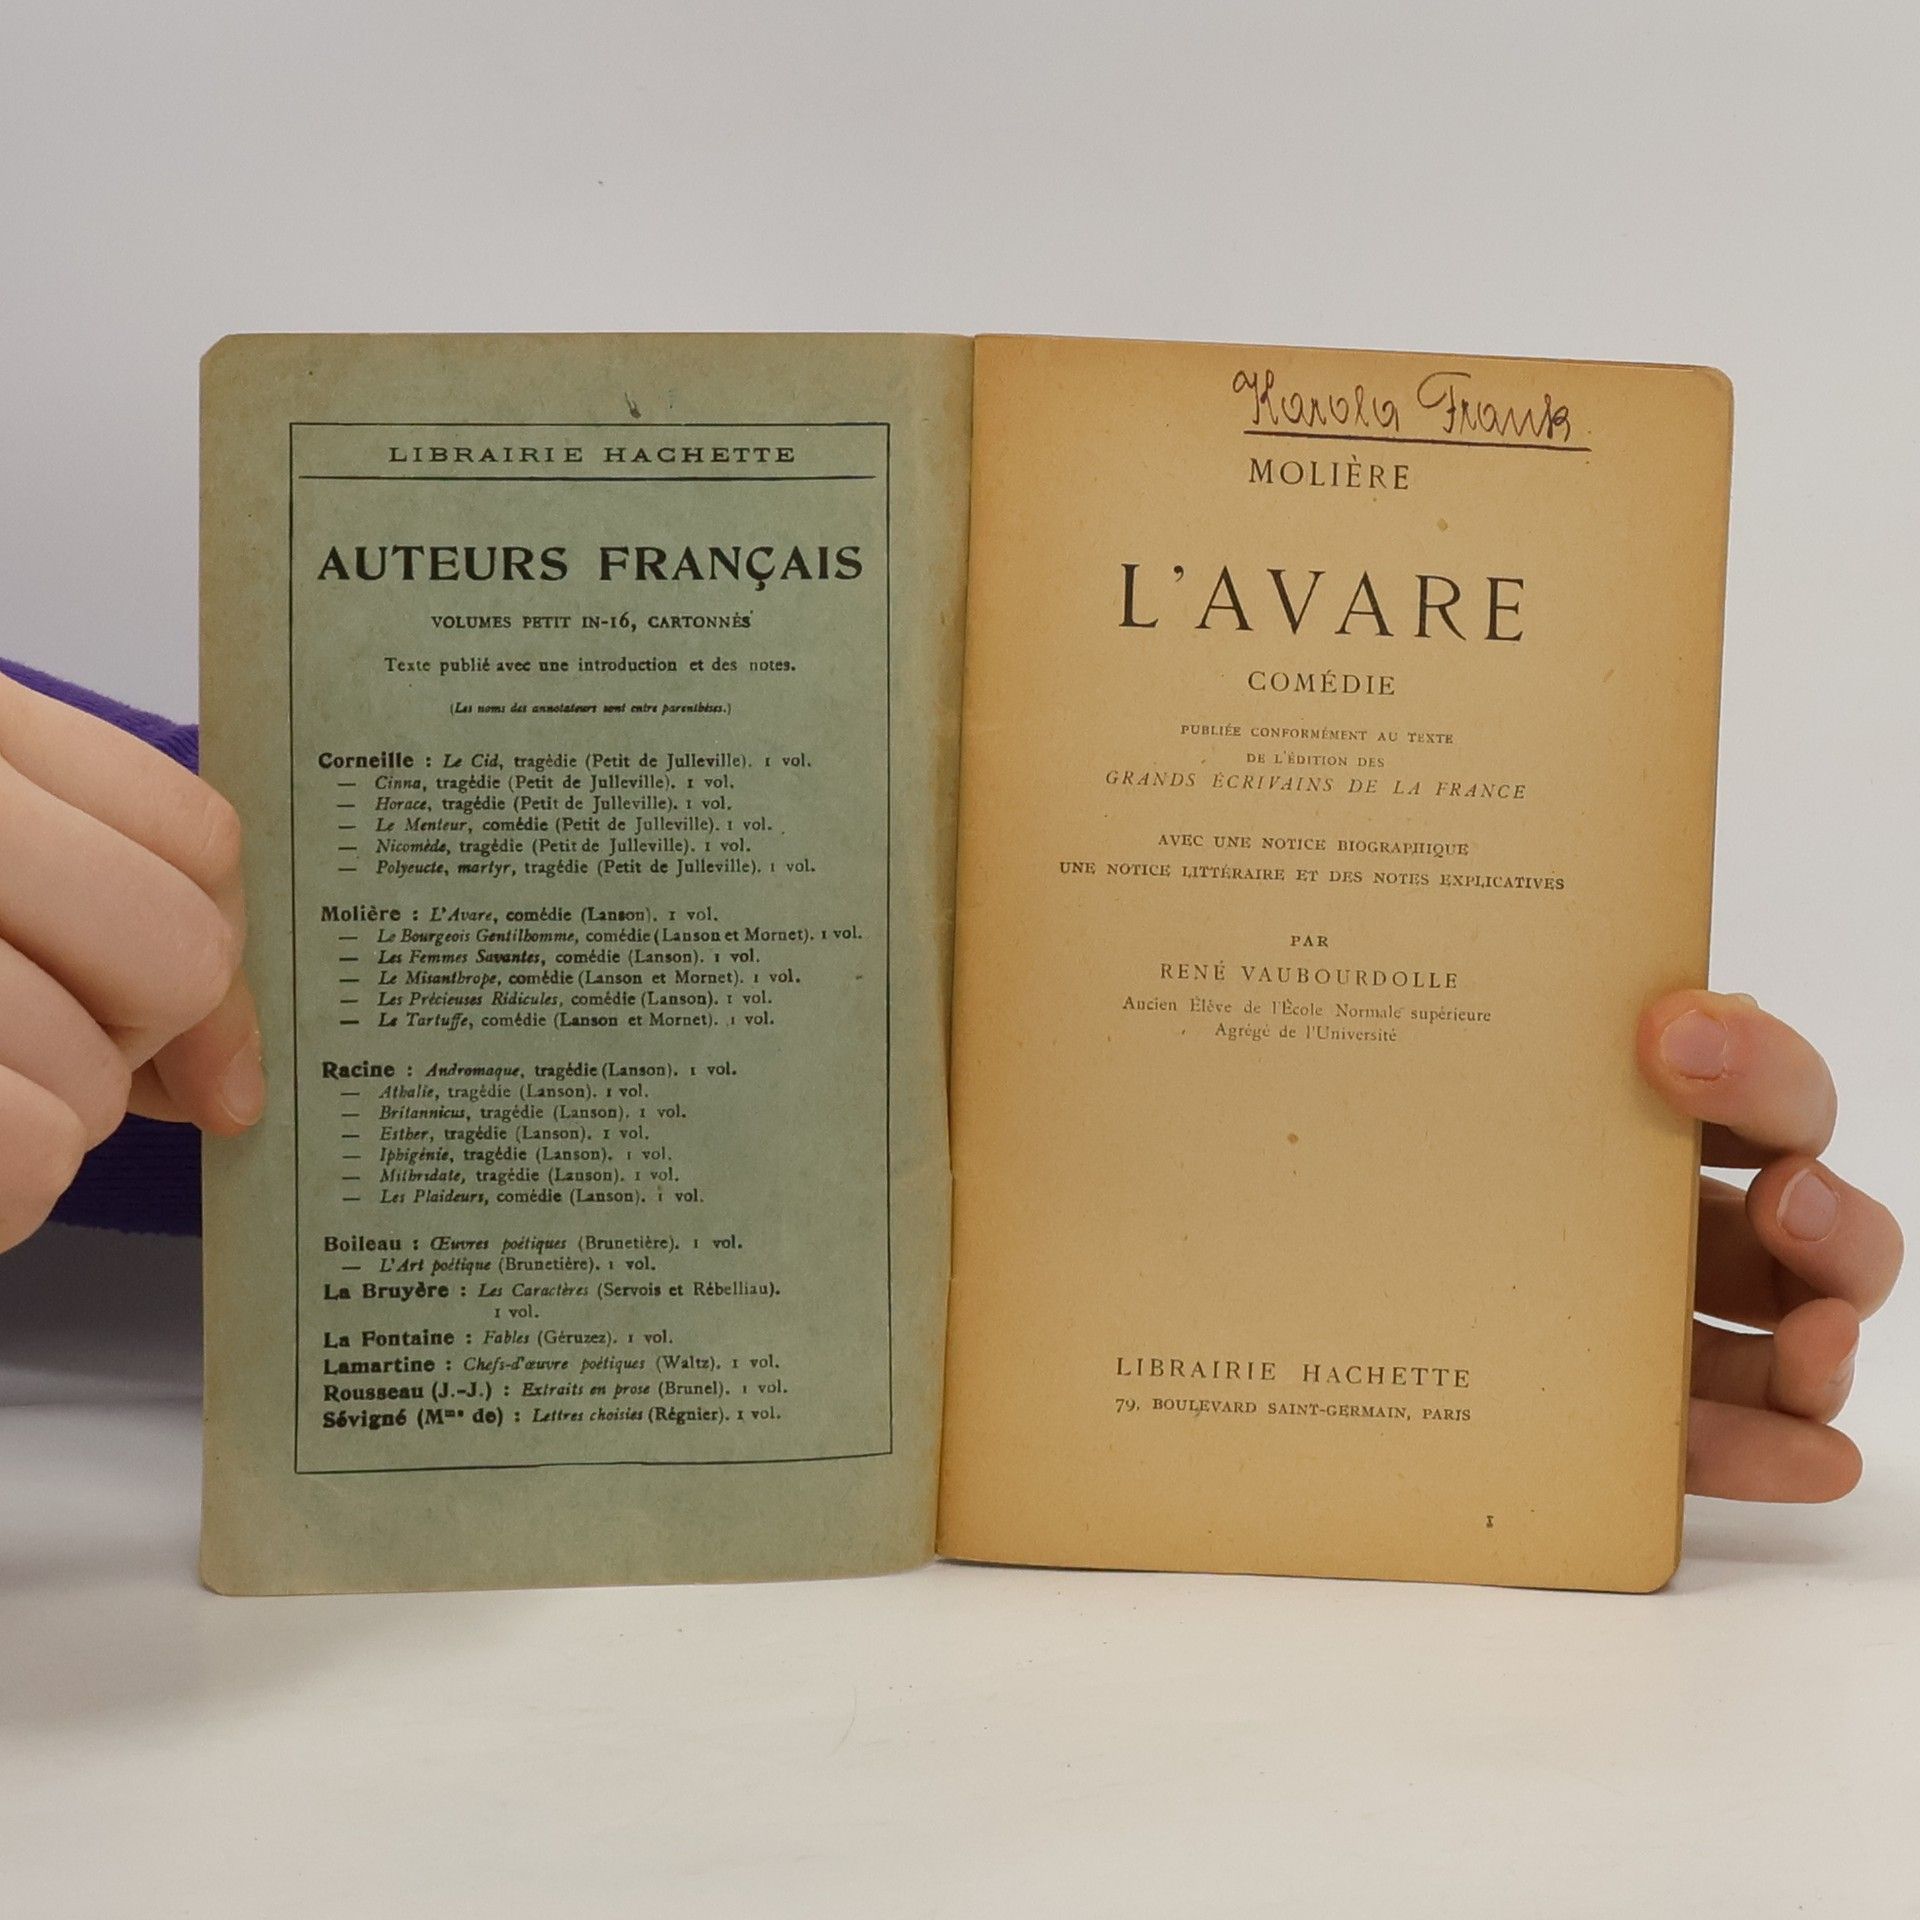 LIBRAIRIE HACHETTE
AUTEURS FRANÇAIS
VOLUMES PETIT IN-16, CARTONNÉS
Texte publié avec une introduction et des notes.
(Les noms des annotateurs sont entre parenthèses.)
Corneille : Le Cid, tragédie (Petit de Julleville). 1 vol.
— Cinna, tragédie (Petit de Julleville). 1 vol.
— Horace, tragédie (Petit de Julleville). 1 vol.
— Le Menteur, comédie (Petit de Julleville). 1 vol.
— Nicomède, tragédie (Petit de Julleville). 1 vol.
— Polyeucte, martyr, tragédie (Petit de Julleville). 1 vol.
Molière : L'Avare, comédie (Lanson). 1 vol.
— Le Bourgeois Gentilhomme, comédie (Lanson et Mornet). 1 vol.
— Les Femmes Savantes, comédie (Lanson). 1 vol.
— Le Misanthrope, comédie (Lanson et Mornet). 1 vol.
— Les Précieuses Ridicules, comédie (Lanson). 1 vol.
— Le Tartuffe, comédie (Lanson et Mornet). 1 vol.
Racine : Andromaque, tragédie (Lanson). 1 vol.
— Athalie, tragédie (Lanson). 1 vol.
— Britannicus, tragédie (Lanson). 1 vol.
— Esther, tragédie (Lanson). 1 vol.
— Iphigénie, tragédie (Lanson). 1 vol.
— Mithridate, tragédie (Lanson). 1 vol.
— Les Plaideurs, comédie (Lanson). 1 vol.
Boileau : Œuvres poétiques (Brunetière). 1 vol.
— L'Art poétique (Brunetière). 1 vol.
La Bruyère : Les Caractères (Servois et Rébelliau).
1 vol.
La Fontaine : Fables (Géruzez). 1 vol.
Lamartine : Chefs-d'œuvre poétiques (Waltz). 1 vol.
Rousseau (J.-J.) : Extraits en prose (Brunel). 1 vol.
Sévigné (Mme de) : Lettres choisies (Régnier). 1 vol.
Karola Frank
MOLIÈRE
L'AVARE
COMÉDIE
PUBLIÉE CONFORMÉMENT AU TEXTE
DE L'ÉDITION DES
GRANDS ÉCRIVAINS DE LA FRANCE
AVEC UNE NOTICE BIOGRAPHIQUE
UNE NOTICE LITTÉRAIRE ET DES NOTES EXPLICATIVES
PAR
RENÉ VAUBOURDOLLE
Ancien Élève de l'École Normale supérieure
Agrégé de l'Université
LIBRAIRIE HACHETTE
79, BOULEVARD SAINT-GERMAIN, PARIS
1